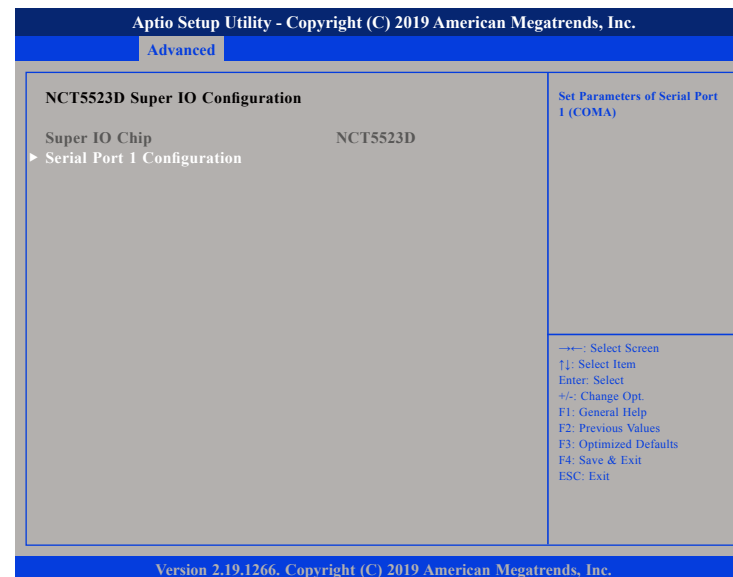 Aptio Setup Utility - Copyright (C) 2019 American Megatrends, Inc.
Advanced
NCT5523D Super IO Configuration
Super IO Chip NCT5523D
► Serial Port 1 Configuration
Set Parameters of Serial Port
1 (COMA)
→←: Select Screen
↑↓: Select Item
Enter: Select
+/-: Change Opt.
F1: General Help
F2: Previous Values
F3: Optimized Defaults
F4: Save & Exit
ESC: Exit
Version 2.19.1266. Copyright (C) 2019 American Megatrends, Inc.